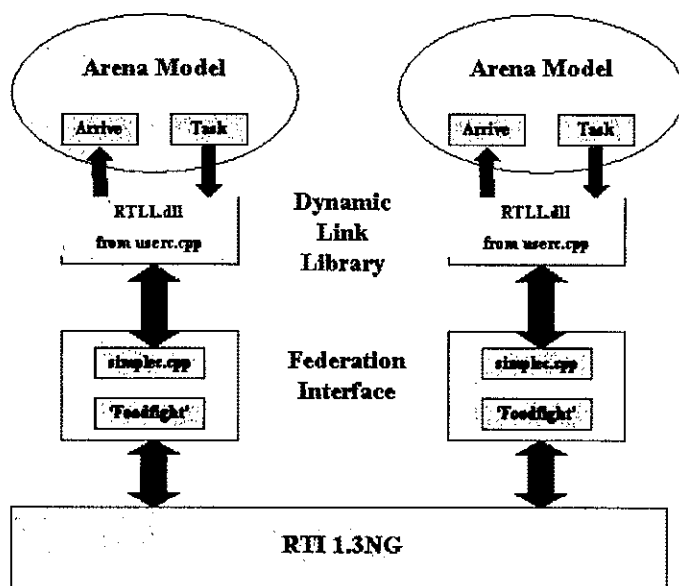 Arena Model
Arrive
Task
RTLL.dll
from userc.cpp
simplec.cpp
'Foodfight'
Dynamic
Link
Library
Federation
Interface
Arena Model
Arrive
Task
RTLL.dll
from userc.cpp
simplec.cpp
'Foodfight'
RTI 1.3NG